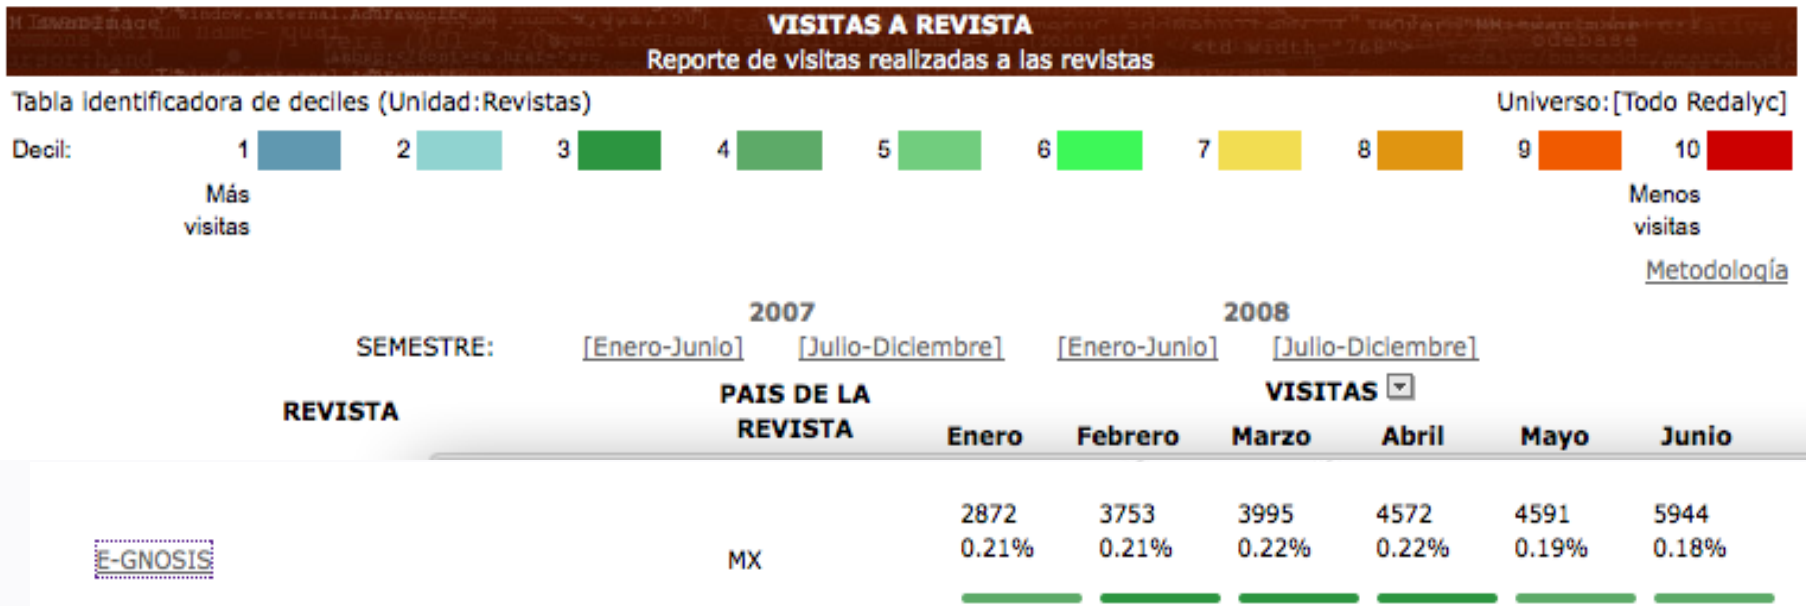 VISITAS A REVISTA
Reporte de visitas realizadas a las revistas
Tabla identificadora de deciles (Unidad:Revistas) Universo:[Todo Redalyc]
Decil: 1 2 3 4 5 6 7 8 9 10
Más Menos
visitas visitas
Metodología
2007 2008
SEMESTRE: [Enero-Junio] [Julio-Diciembre] [Enero-Junio] [Julio-Diciembre]
REVISTA PAIS DE LA REVISTA VISITAS
Enero Febrero Marzo Abril Mayo Junio
2872 3753 3995 4572 4591 5944
E-GNOSIS MX 0.21% 0.21% 0.22% 0.22% 0.19% 0.18%